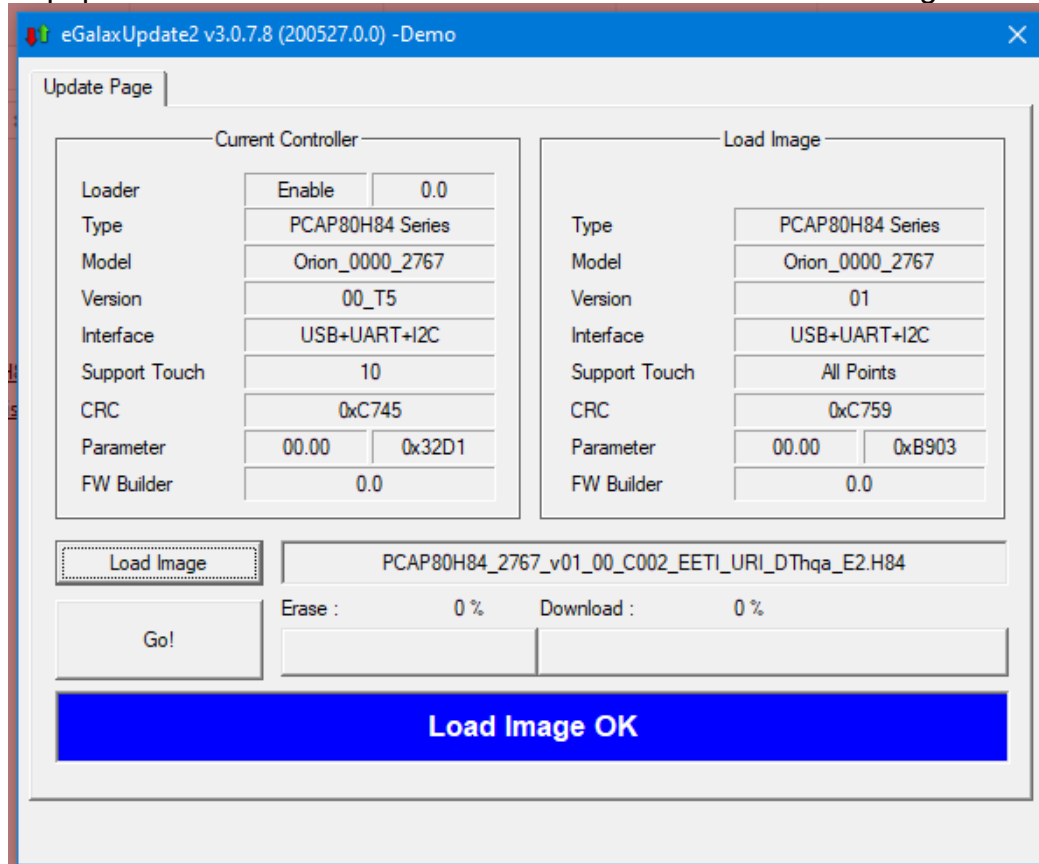 eGalaxUpdate2 v3.0.7.8 (200527.0.0) -Demo
Update Page
Current Controller
Loader Enable 0.0
Type PCAP80H84 Series
Model Orion_0000_2767
Version 00_T5
Interface USB+UART+I2C
Support Touch 10
CRC 0xC745
Parameter 00.00 0x32D1
FW Builder 0.0
Load Image
Type PCAP80H84 Series
Model Orion_0000_2767
Version 01
Interface USB+UART+I2C
Support Touch All Points
CRC 0xC759
Parameter 00.00 0xB903
FW Builder 0.0
Load Image PCAP80H84_2767_v01_00_C002_EETI_URI_DThqa_E2.H84
Erase : 0 % Download : 0 %
Go!
Load Image OK